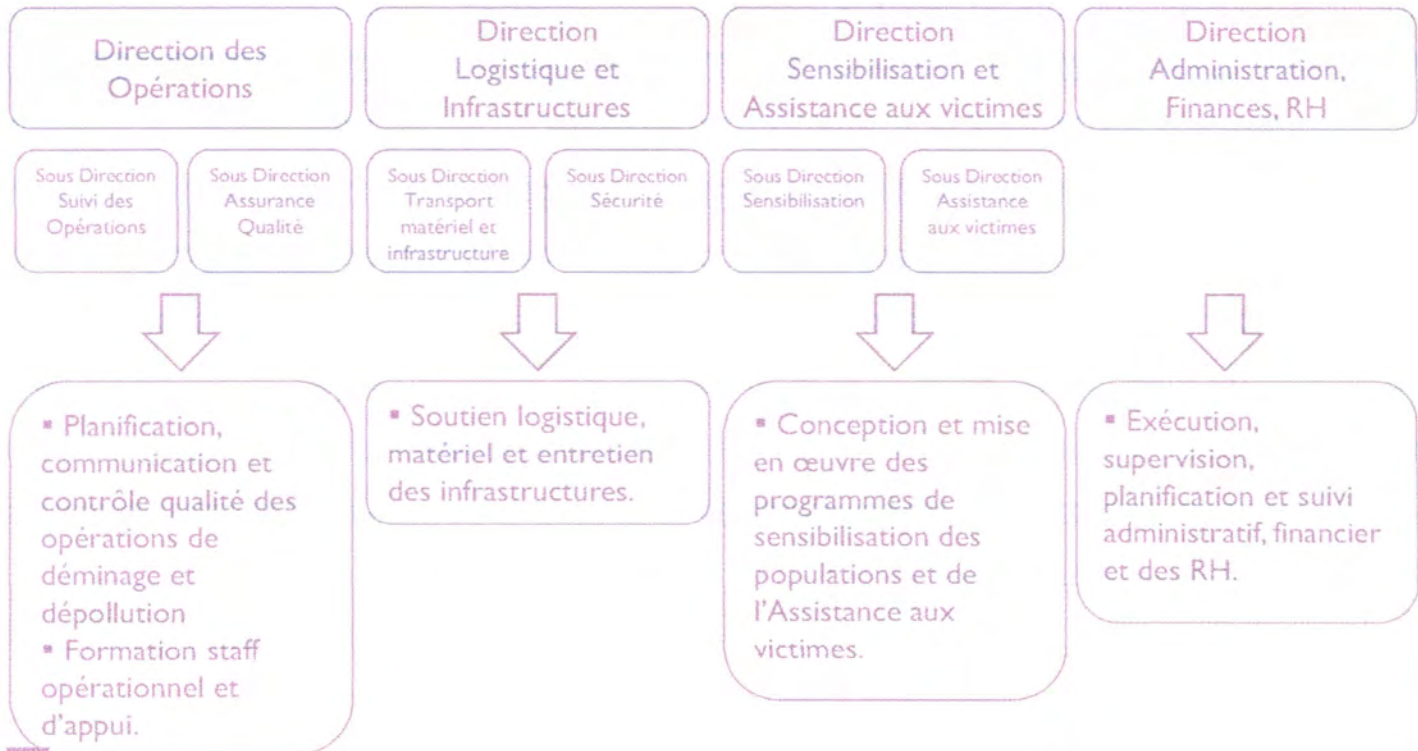 Direction des
Opérations
Direction
Logistique et
Infrastructures
Direction
Sensibilisation et
Assistance aux victimes
Direction
Administration,
Finances, RH
Sous Direction
Suivi des
Opérations
Sous Direction
Assurance
Qualité
Sous Direction
Transport
matériel et
infrastructure
Sous Direction
Sécurité
Sous Direction
Sensibilisation
Sous Direction
Assistance
aux victimes
▪ Planification,
communication et
contrôle qualité des
opérations de
déminage et
dépollution
▪ Formation staff
opérationnel et
d'appui.
▪ Soutien logistique,
matériel et entretien
des infrastructures.
▪ Conception et mise
en œuvre des
programmes de
sensibilisation des
populations et de
l'Assistance aux
victimes.
▪ Exécution,
supervision,
planification et suivi
administratif, financier
et des RH.